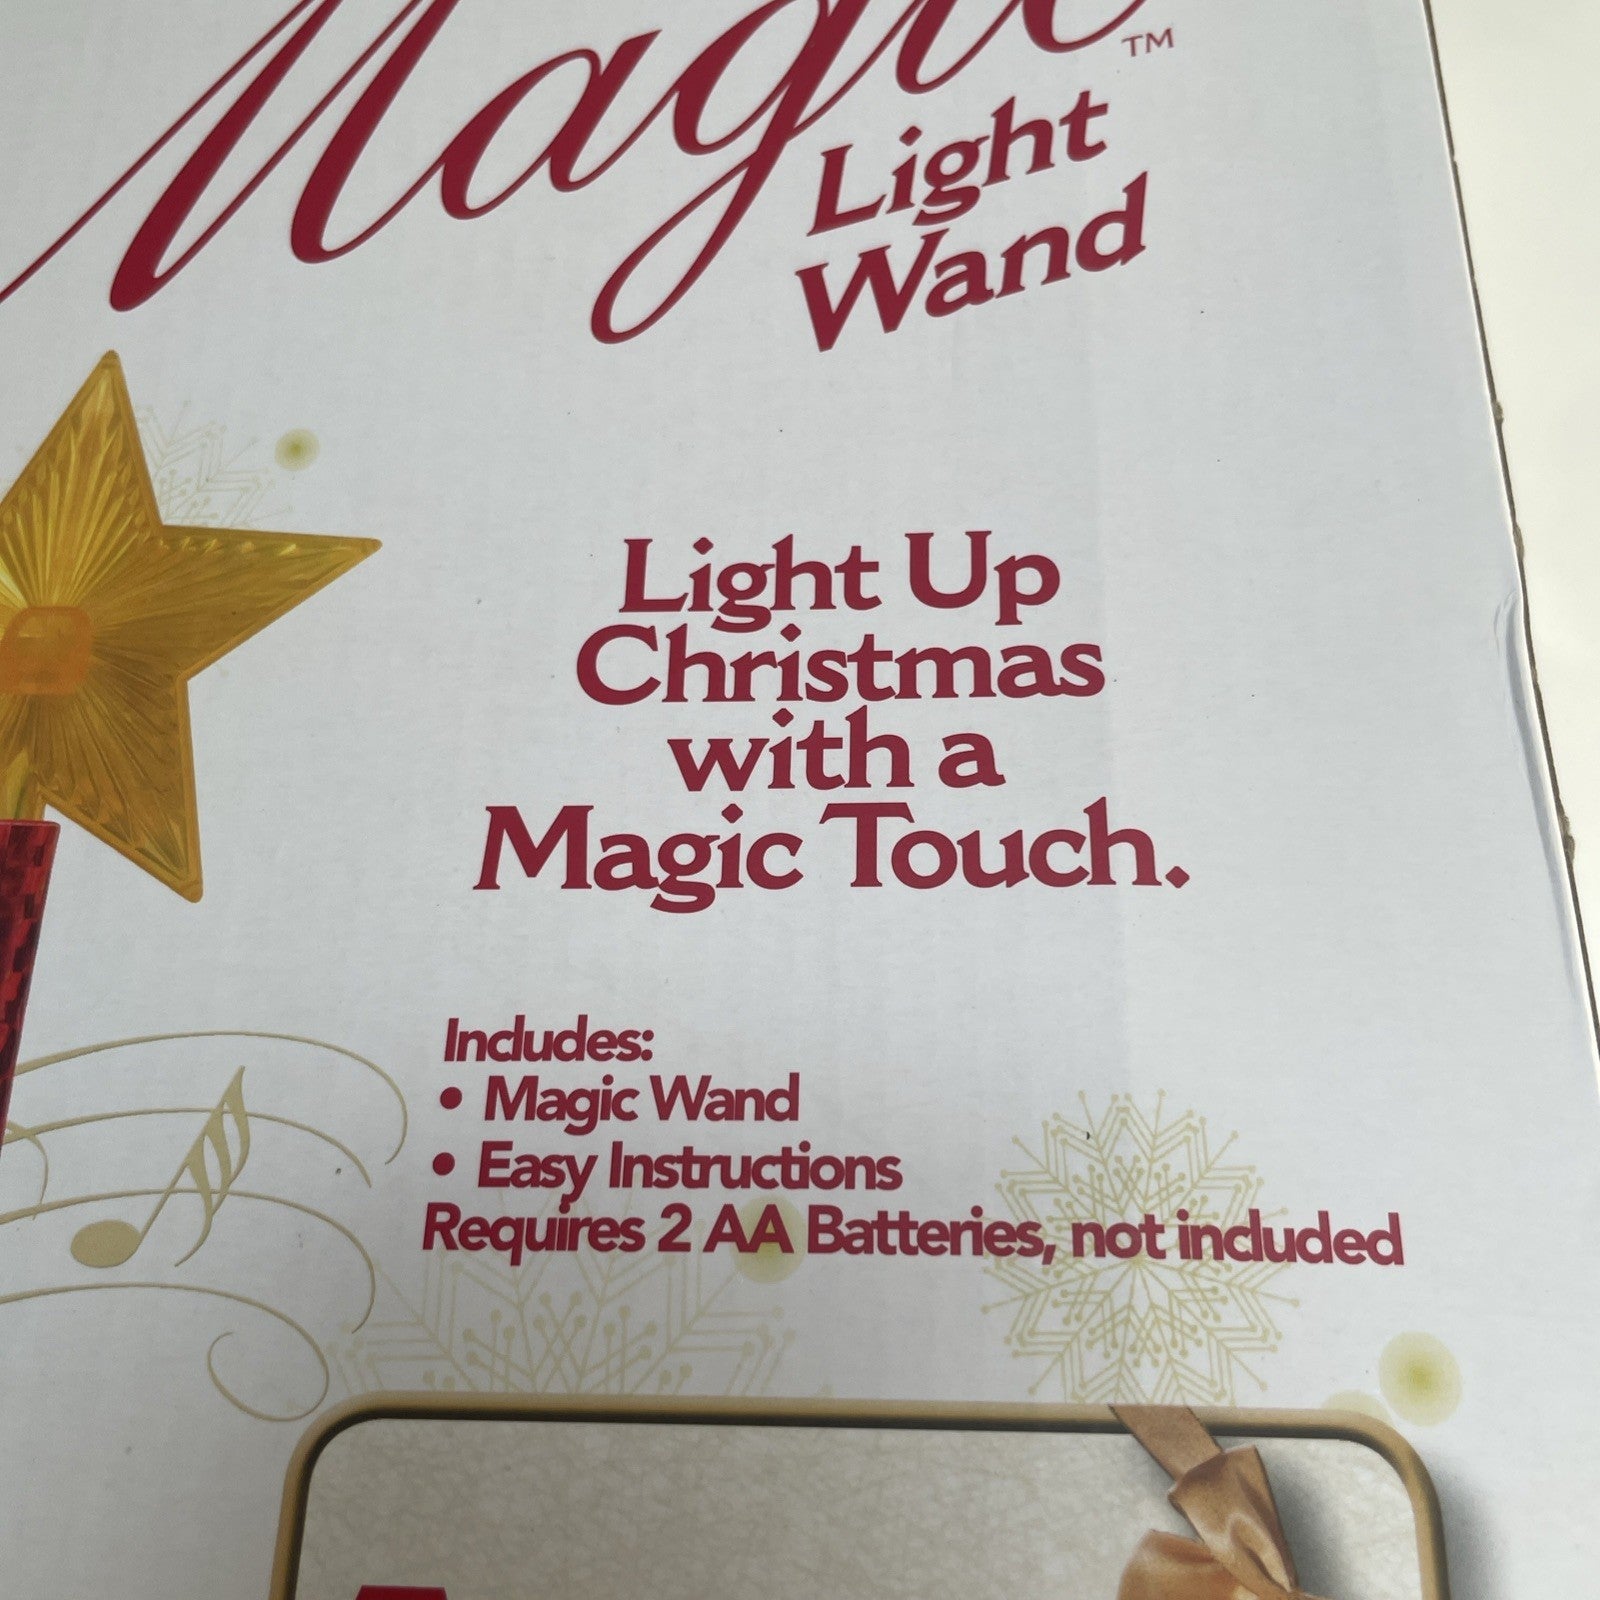 Magic™
Light
Wand
Light Up
Christmas
with a
Magic Touch.
Includes:
• Magic Wand
• Easy Instructions
Requires 2 AA Batteries, not included